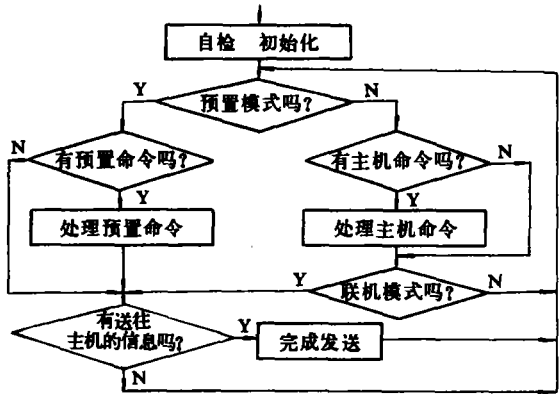 自检 初始化
Y
预置模式吗?
N
N
有预置命令吗?
有主机命令吗?
N
Y
Y
处理预置命令
处理主机命令
Y
联机模式吗?
N
有送往
主机的信息吗?
Y
完成发送
N